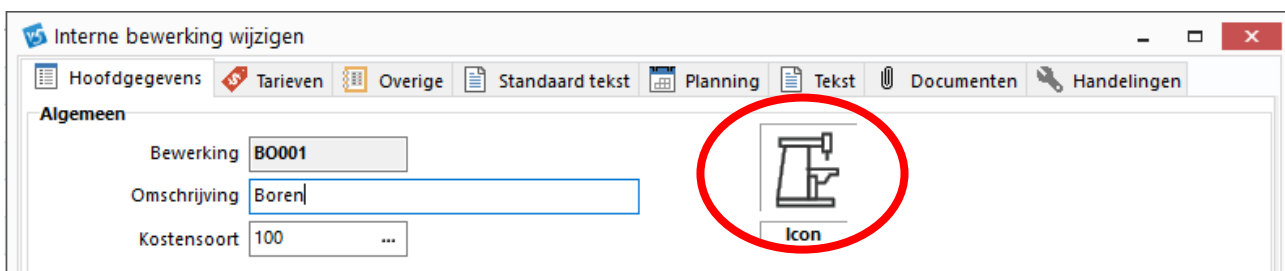 v5 Interne bewerking wijzigen
Hoofdgegevens Tarieven Overige Standaard tekst Planning Tekst Documenten Handelingen
Algemeen
Bewerking BO001
Omschrijving Boren
Kostensoort 100 ...
Icon